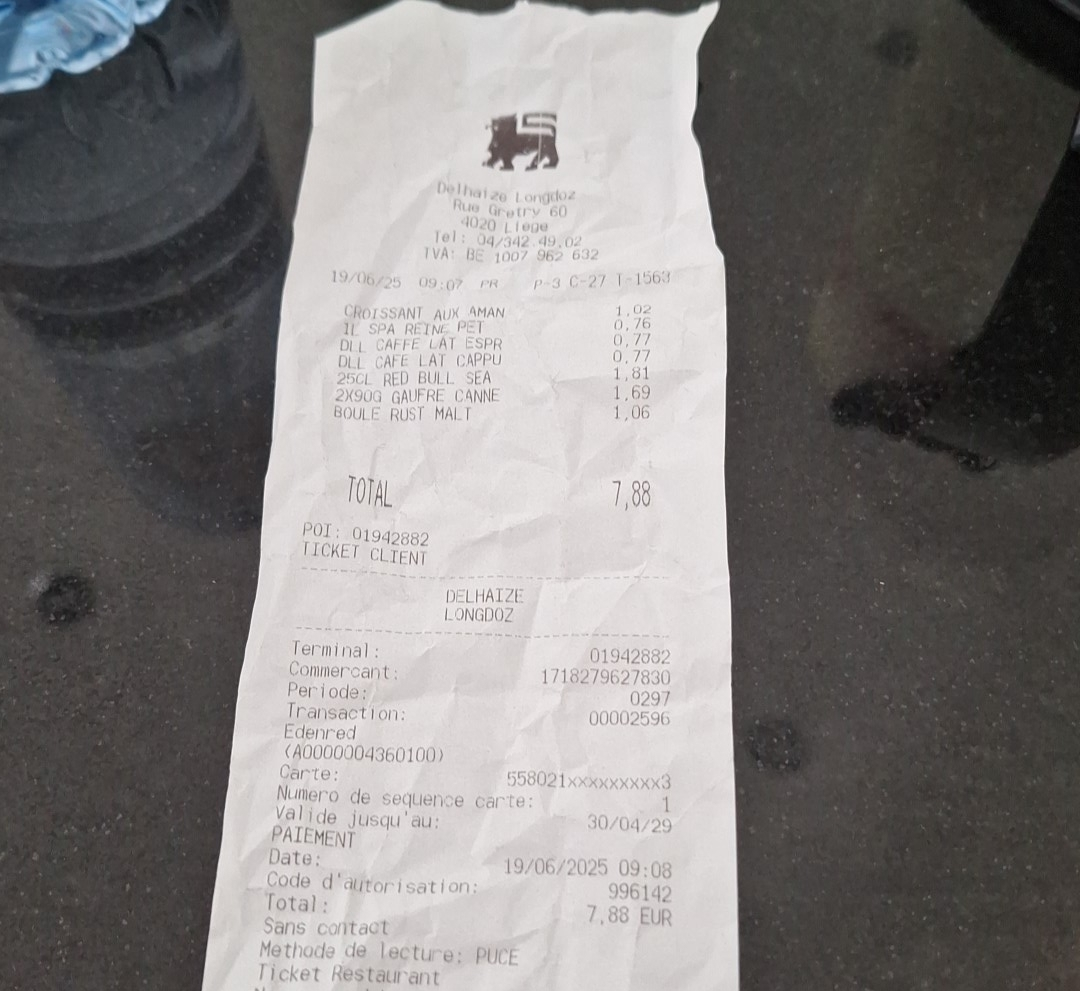 Delhaize Longdoz
Rue Gretry 60
4020 Liege
Tel: 04/342.49.02
TVA: BE 1007 962 632
19/06/25 09:07 PR P-3 C-27 T-1563
CROISSANT AUX AMAN 1,02
1L SPA REINE PET 0,76
DLL CAFFE LAT ESPR 0,77
DLL CAFE LAT CAPPU 0,77
25CL RED BULL SEA 1,81
2X90G GAUFRE CANNE 1,69
BOULE RUST MALT 1,06
TOTAL 7,88
POI: 01942882
TICKET CLIENT
DELHAIZE
LONGDOZ
Terminal: 01942882
Commercant: 1718279627830
Periode: 0297
Transaction: 00002596
Edenred
(A0000004360100)
Carte: 558021xxxxxxxxx3
Numero de sequence carte: 1
Valide jusqu'au: 30/04/29
PAIEMENT
Date: 19/06/2025 09:08
Code d'autorisation: 996142
Total: 7,88 EUR
Sans contact
Methode de lecture: PUCE
Ticket Restaurant